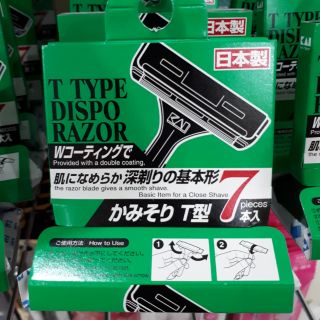 日本製
T TYPE
DISPO
RAZOR
KAI
Wコーティングで
Provided with a double coating,
肌になめらか 深剃りの基本形
the razor blade gives a smooth shave.
Basic Item for a Close Shave
かみそり T型
7
pieces
本入
ご使用方法 How to Use
1
2